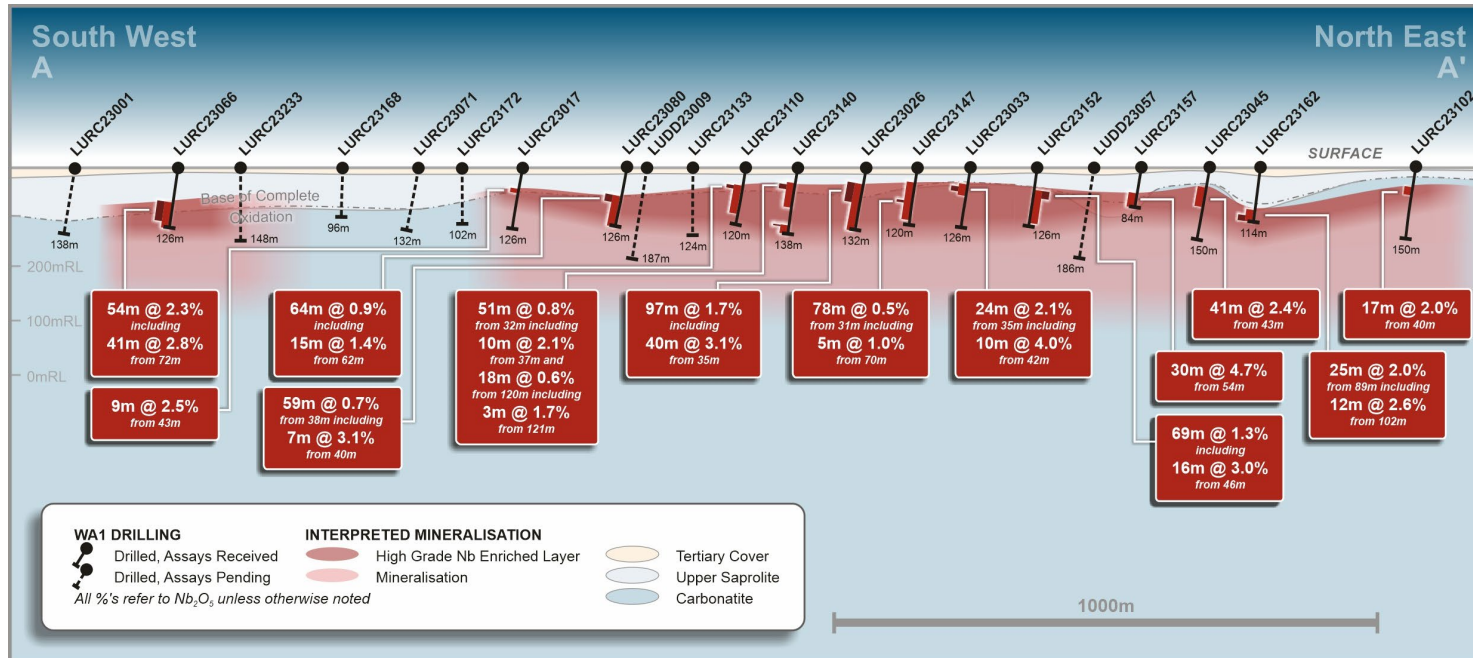 South West
A
North East
A'
LURC23001
LURC23066
LURC23233
LURC23168
LURC23071
LURC23172
LURC23017
LURC23080
LUDD23009
LURC23133
LURC23110
LURC23140
LURC23026
LURC23147
LURC23033
LURC23152
LUDD23057
LURC23157
LURC23045
LURC23162
LURC23102
SURFACE
Base of Complete
Oxidation
138m
126m
148m
96m
132m
102m
126m
126m
187m
124m
120m
138m
132m
120m
126m
126m
186m
84m
150m
114m
150m
200mRL
100mRL
0mRL
54m @ 2.3%
including
41m @ 2.8%
from 72m
9m @ 2.5%
from 43m
64m @ 0.9%
including
15m @ 1.4%
from 62m
59m @ 0.7%
from 38m including
7m @ 3.1%
from 40m
51m @ 0.8%
from 32m including
10m @ 2.1%
from 37m and
18m @ 0.6%
from 120m including
3m @ 1.7%
from 121m
97m @ 1.7%
including
40m @ 3.1%
from 35m
78m @ 0.5%
from 31m including
5m @ 1.0%
from 70m
24m @ 2.1%
from 35m including
10m @ 4.0%
from 42m
30m @ 4.7%
from 54m
69m @ 1.3%
including
16m @ 3.0%
from 46m
41m @ 2.4%
from 43m
25m @ 2.0%
from 89m including
12m @ 2.6%
from 102m
17m @ 2.0%
from 40m
WA1 DRILLING
Drilled, Assays Received
Drilled, Assays Pending
All %'s refer to Nb₂O₅ unless otherwise noted
INTERPRETED MINERALISATION
High Grade Nb Enriched Layer
Mineralisation
Tertiary Cover
Upper Saprolite
Carbonatite
1000m